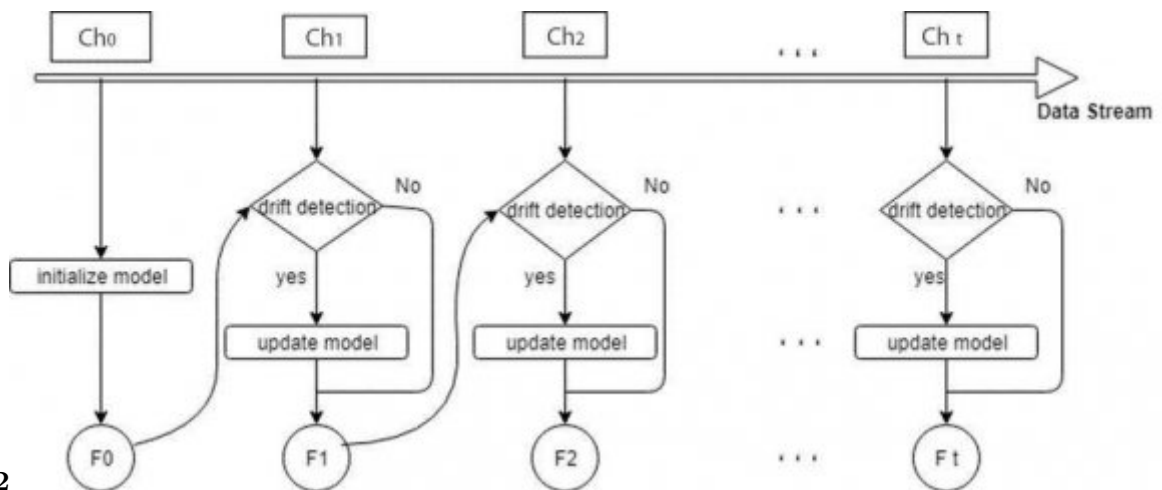 Ch0 Ch1 Ch2 . . . Ch t
Data Stream
No No No
drift detection drift detection . . . drift detection
initialize model yes yes yes
update model update model . . . update model
F0 F1 F2 . . . F t
2